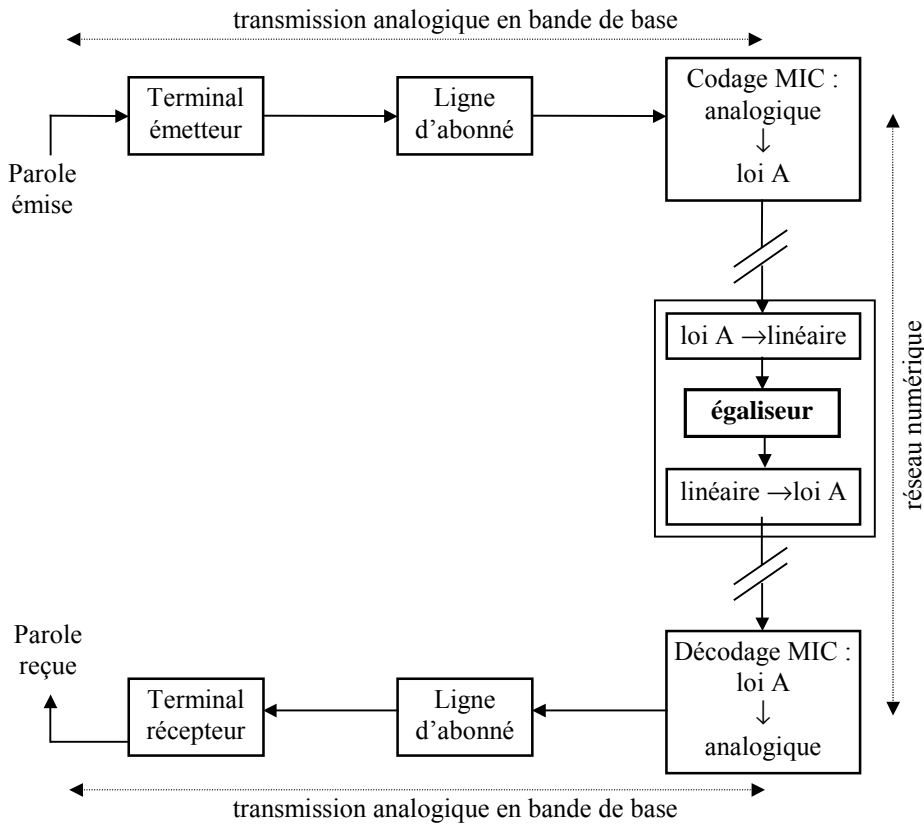 transmission analogique en bande de base
Terminal
émetteur
Ligne
d'abonné
Codage MIC :
analogique
↓
loi A
Parole
émise
loi A →linéaire
égaliseur
linéaire →loi A
réseau numérique
Parole
reçue
Terminal
récepteur
Ligne
d'abonné
Décodage MIC :
loi A
↓
analogique
transmission analogique en bande de base